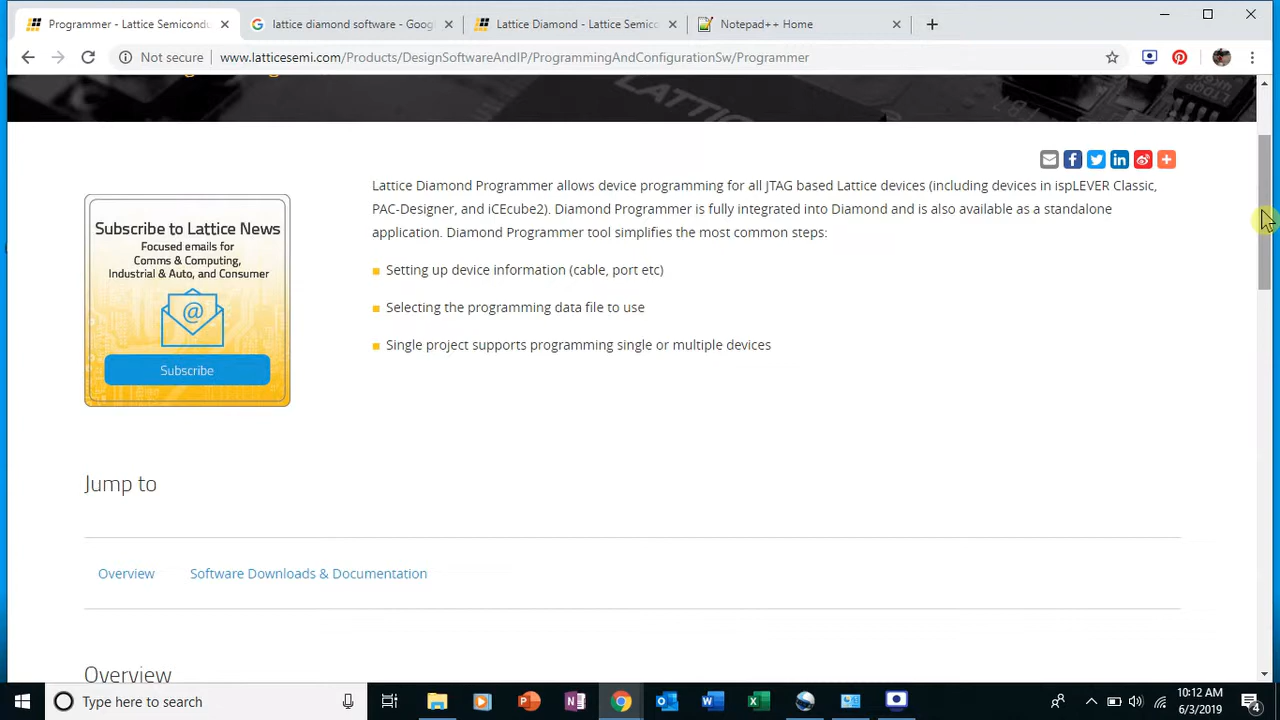 Programmer - Lattice Semicondu
lattice diamond software - Goog
Lattice Diamond - Lattice Semic
Notepad++ Home
Not secure
www.latticesemi.com/Products/DesignSoftwareAndIP/ProgrammingAndConfigurationSw/Programmer
LATTICE
Lattice Diamond Programmer allows device programming for all JTAG based Lattice devices (including devices in ispLEVER Classic,
PAC-Designer, and iCEcube2). Diamond Programmer is fully integrated into Diamond and is also available as a standalone
application. Diamond Programmer tool simplifies the most common steps:
Setting up device information (cable, port etc)
Selecting the programming data file to use
Single project supports programming single or multiple devices
Subscribe to Lattice News
Focused emails for
Comms & Computing,
Industrial & Auto, and Consumer
@
Subscribe
Jump to
Overview
Software Downloads & Documentation
Overview
Type here to search
10:12 AM
6/3/2019
4